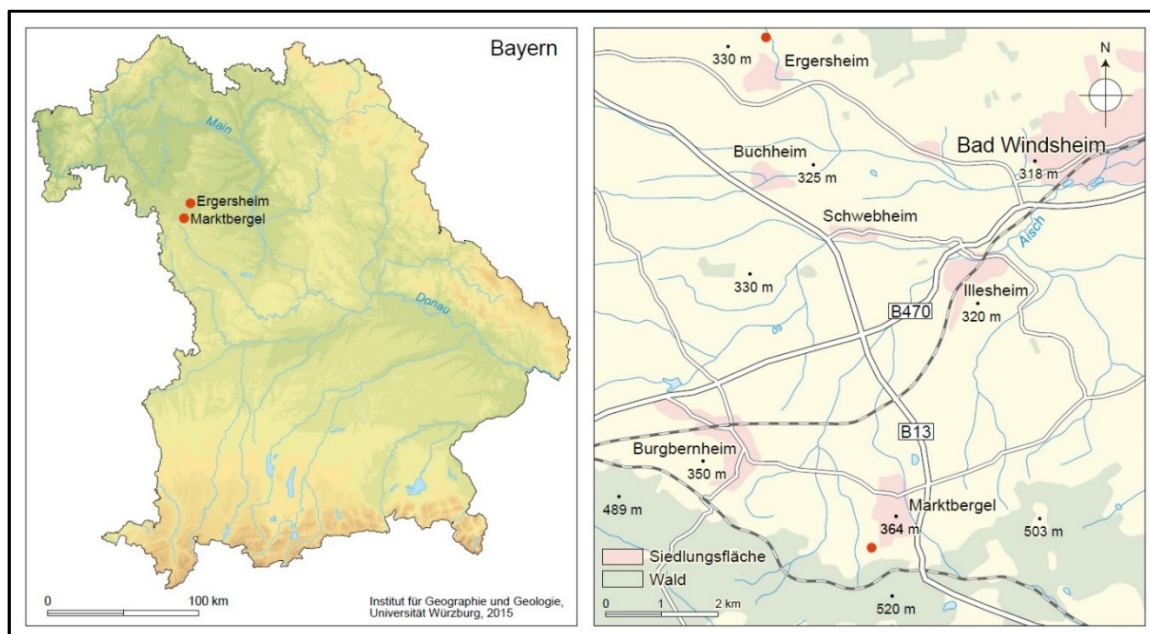 Bayern
Main
Ergersheim
Marktbergel
Donau
0 100 km
Institut für Geographie und Geologie,
Universität Würzburg, 2015
330 m
Ergersheim
N
Buchheim
325 m
Bad Windsheim
318 m
Schwebheim
Aisch
330 m
Illesheim
320 m
B470
B13
Burgbernheim
350 m
489 m
Marktbergel
364 m
503 m
Siedlungsfläche
Wald
0 1 2 km
520 m